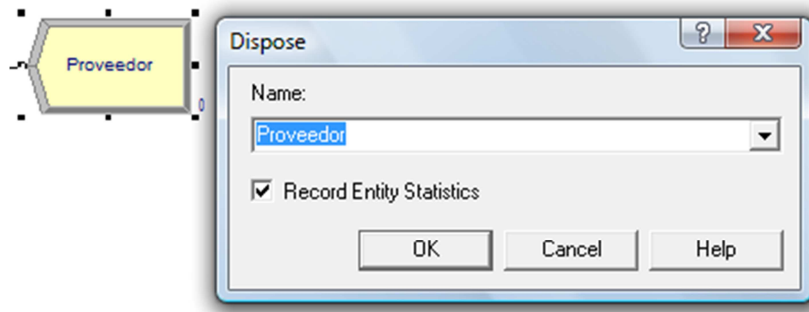 Proveedor
0
Dispose
?
X
Name:
Proveedor
Record Entity Statistics
OK
Cancel
Help